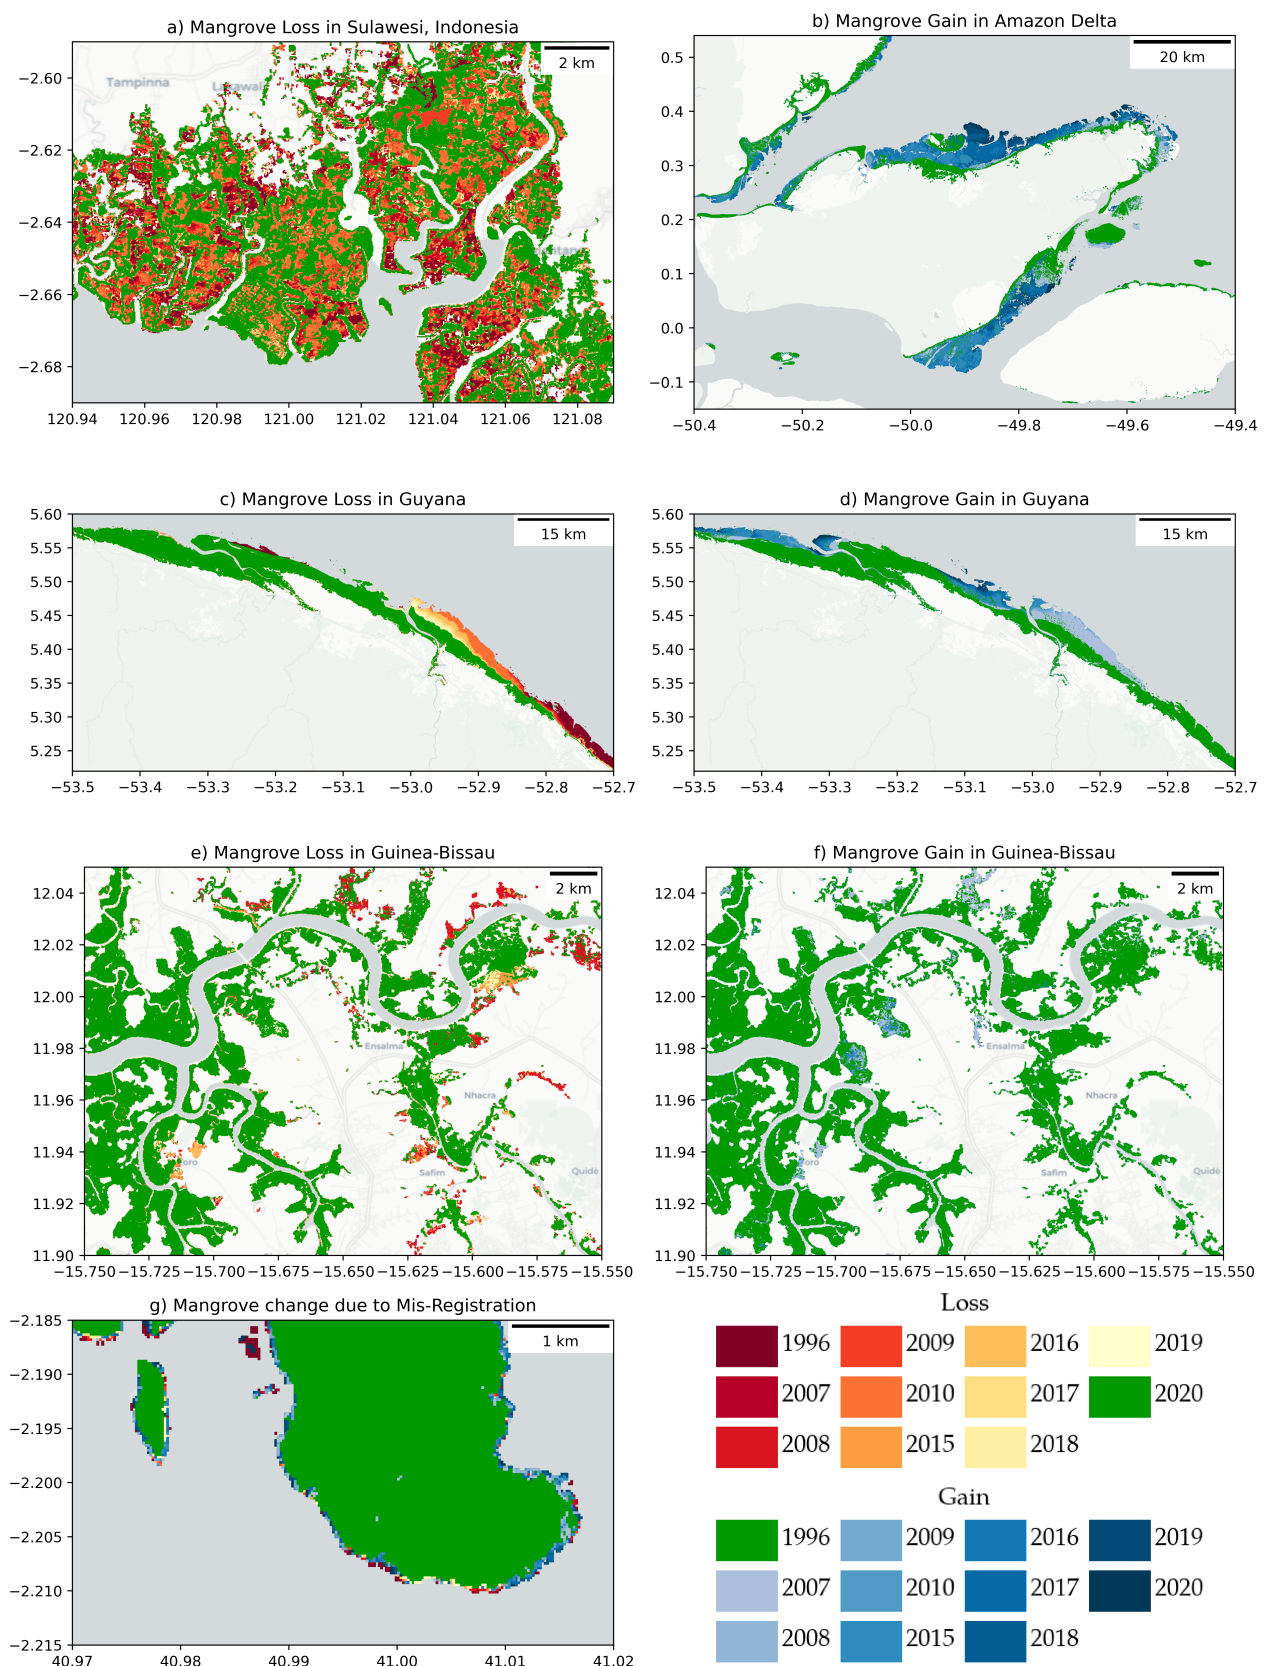 a) Mangrove Loss in Sulawesi, Indonesia
b) Mangrove Gain in Amazon Delta
2 km
20 km
Tampinna
Lakawali
−2.60
−2.62
−2.64
−2.66
−2.68
120.94 120.96 120.98 121.00 121.02 121.04 121.06 121.08
0.5
0.4
0.3
0.2
0.1
0.0
−0.1
−50.4 −50.2 −50.0 −49.8 −49.6 −49.4
c) Mangrove Loss in Guyana
d) Mangrove Gain in Guyana
15 km
15 km
5.60
5.55
5.50
5.45
5.40
5.35
5.30
5.25
−53.5 −53.4 −53.3 −53.2 −53.1 −53.0 −52.9 −52.8 −52.7
5.60
5.55
5.50
5.45
5.40
5.35
5.30
5.25
−53.5 −53.4 −53.3 −53.2 −53.1 −53.0 −52.9 −52.8 −52.7
e) Mangrove Loss in Guinea-Bissau
f) Mangrove Gain in Guinea-Bissau
2 km
2 km
12.04
12.02
12.00
11.98
11.96
11.94
11.92
11.90
Ensalma
Nhacra
Safim
Quidé
−15.750 −15.725 −15.700 −15.675 −15.650 −15.625 −15.600 −15.575 −15.550
12.04
12.02
12.00
11.98
11.96
11.94
11.92
11.90
Ensalma
Nhacra
Safim
Quidé
−15.750 −15.725 −15.700 −15.675 −15.650 −15.625 −15.600 −15.575 −15.550
g) Mangrove change due to Mis-Registration
1 km
−2.185
−2.190
−2.195
−2.200
−2.205
−2.210
−2.215
40.97 40.98 40.99 41.00 41.01 41.02
Loss
1996 2009 2016 2019
2007 2010 2017 2020
2008 2015 2018
Gain
1996 2009 2016 2019
2007 2010 2017 2020
2008 2015 2018